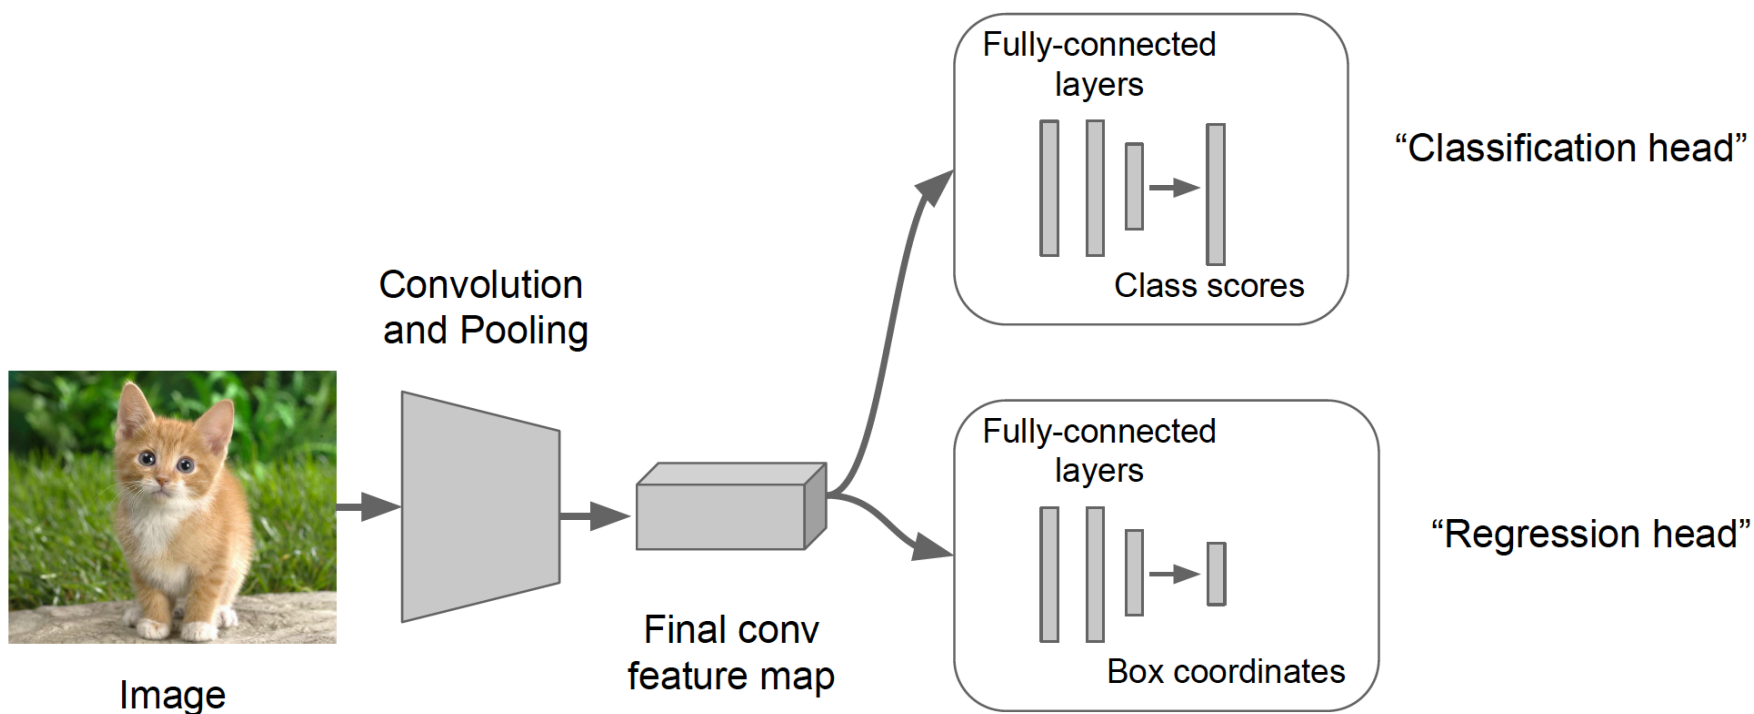 Image
Convolution
and Pooling
Final conv
feature map
Fully-connected
layers
Class scores
“Classification head”
Fully-connected
layers
Box coordinates
“Regression head”